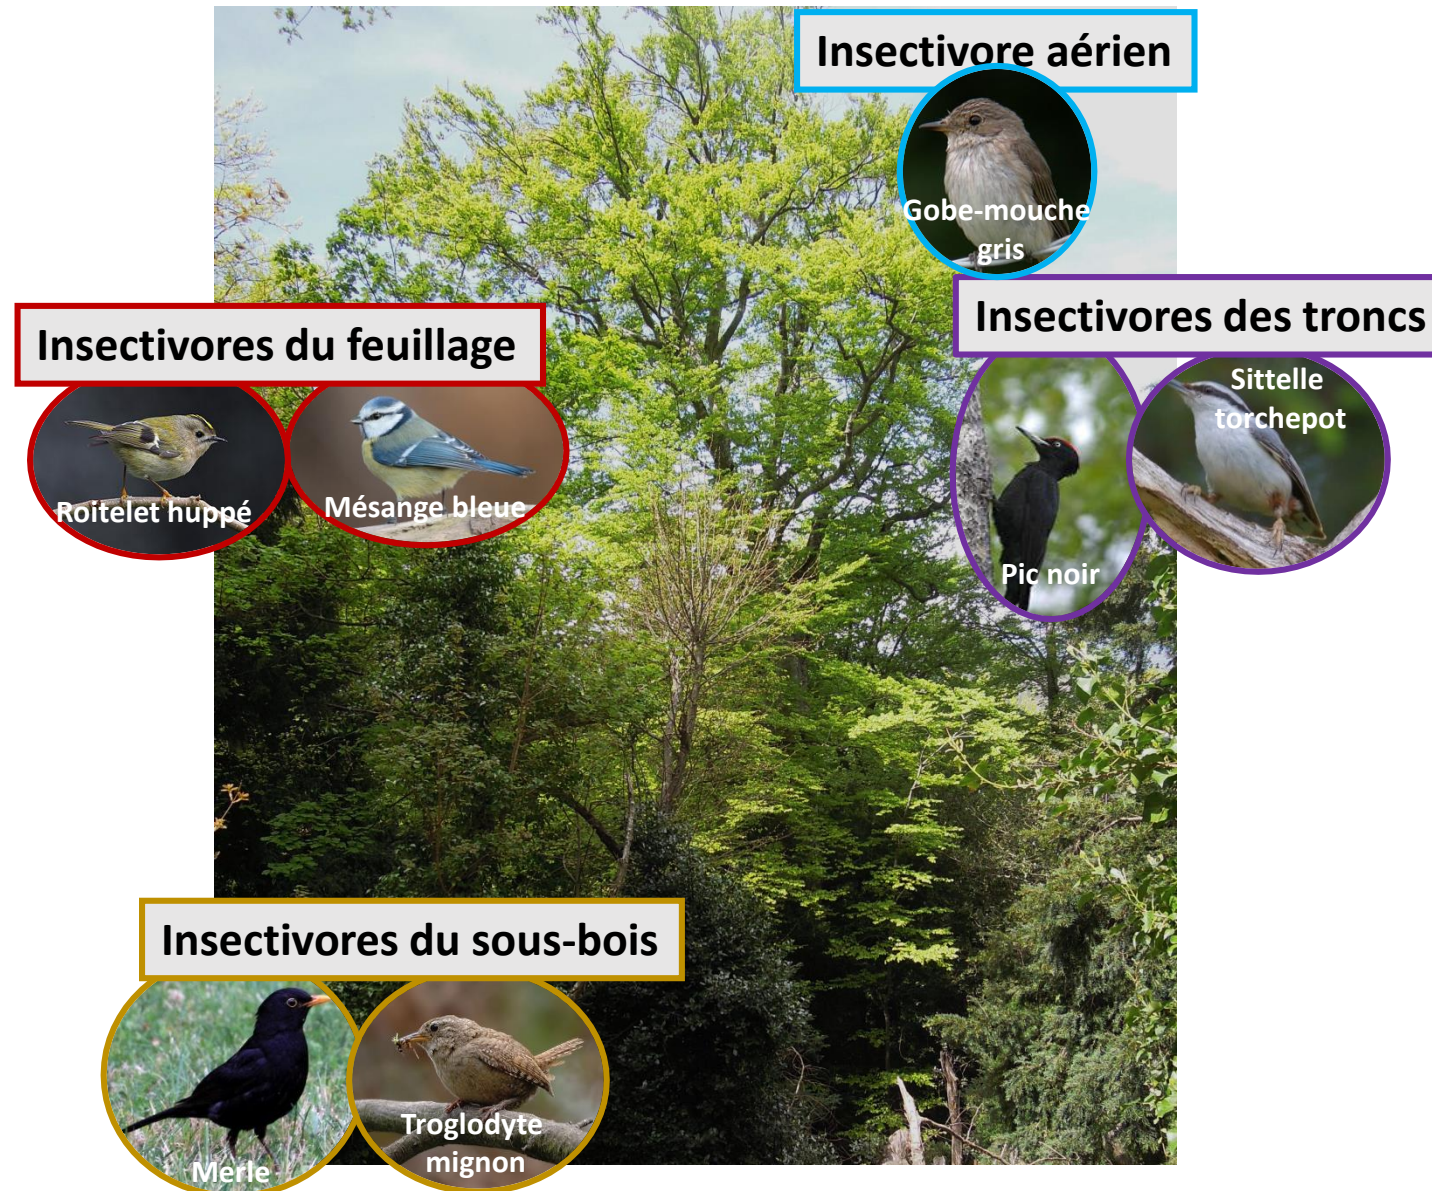 Insectivore aérien
Gobe-mouche
gris
Insectivores des troncs
Sittelle
torchepot
Pic noir
Insectivores du feuillage
Roitelet huppé
Mésange bleue
Insectivores du sous-bois
Merle
Troglodyte
mignon